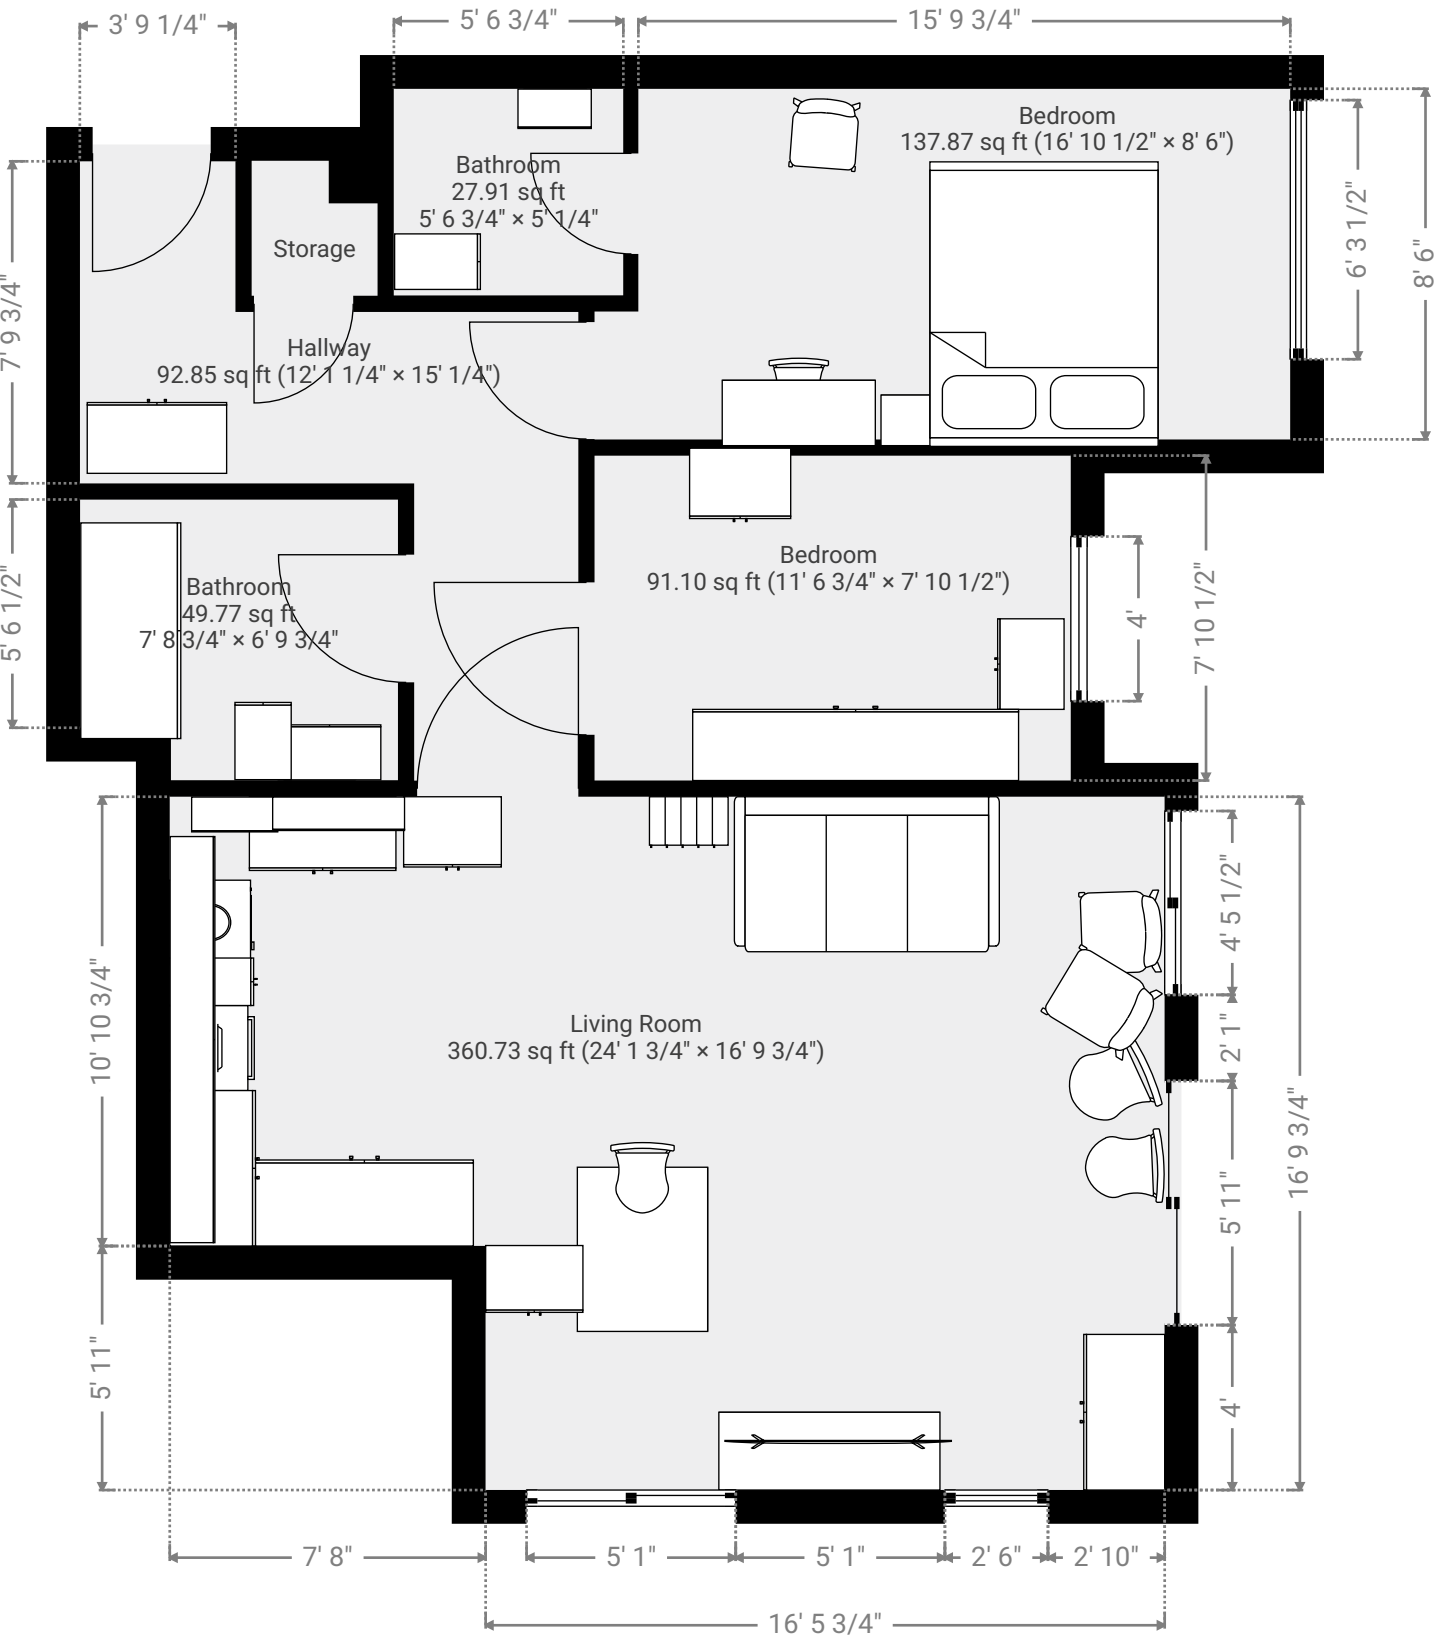 3' 9 1/4"
5' 6 3/4"
15' 9 3/4"
Bedroom
137.87 sq ft (16' 10 1/2" × 8' 6")
Bathroom
27.91 sq ft
5' 6 3/4" × 5' 1/4"
Storage
6' 3 1/2"
8' 6"
7' 9 3/4"
Hallway
92.85 sq ft (12' 1 1/4" × 15' 1/4")
Bedroom
91.10 sq ft (11' 6 3/4" × 7' 10 1/2")
4'
7' 10 1/2"
5' 6 1/2"
Bathroom
49.77 sq ft
7' 8 3/4" × 6' 9 3/4"
10' 10 3/4"
Living Room
360.73 sq ft (24' 1 3/4" × 16' 9 3/4")
4' 5 1/2"
2' 1"
16' 9 3/4"
5' 11"
5' 11"
4'
7' 8"
5' 1"
5' 1"
2' 6"
2' 10"
16' 5 3/4"